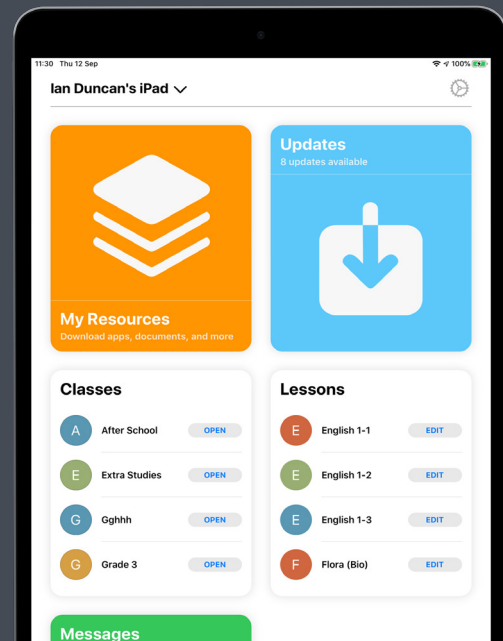 11:30 Thu 12 Sep
100%
Ian Duncan's iPad
Updates
8 updates available
My Resources
Download apps, documents, and more
Classes
A After School OPEN
E Extra Studies OPEN
G Gghhh OPEN
G Grade 3 OPEN
Lessons
E English 1-1 EDIT
E English 1-2 EDIT
E English 1-3 EDIT
F Flora (Bio) EDIT
Messages